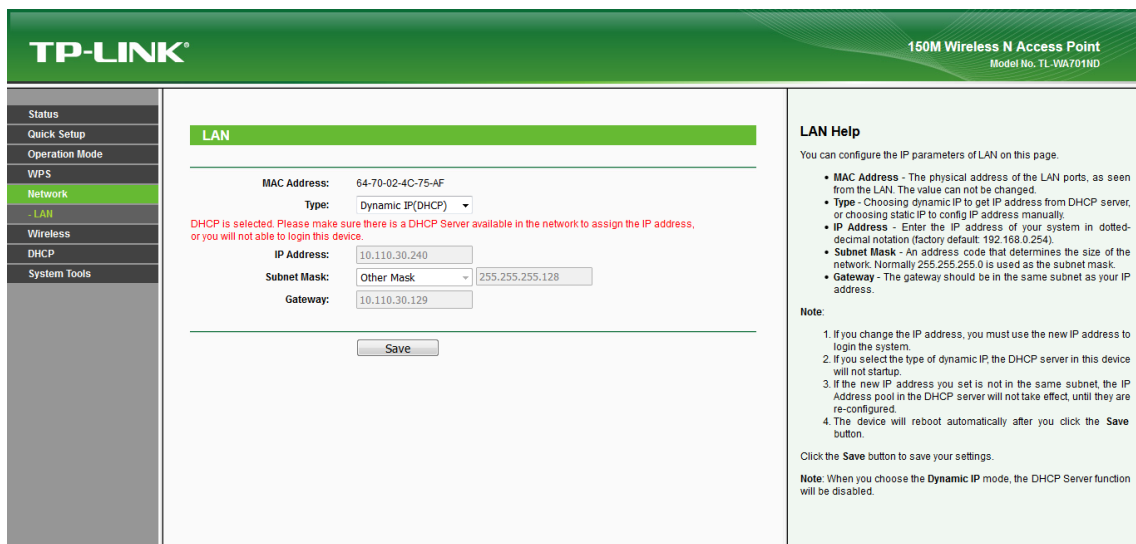 TP-LINK®
150M Wireless N Access Point
Model No. TL-WA701ND
Status
Quick Setup
Operation Mode
WPS
Network
- LAN
Wireless
DHCP
System Tools
LAN
MAC Address: 64-70-02-4C-75-AF
Type: Dynamic IP(DHCP)
DHCP is selected. Please make sure there is a DHCP Server available in the network to assign the IP address,
or you will not able to login this device.
IP Address: 10.110.30.240
Subnet Mask: Other Mask 255.255.255.128
Gateway: 10.110.30.129
Save
LAN Help
You can configure the IP parameters of LAN on this page.
• MAC Address - The physical address of the LAN ports, as seen
from the LAN. The value can not be changed.
• Type - Choosing dynamic IP to get IP address from DHCP server,
or choosing static IP to config IP address manually.
• IP Address - Enter the IP address of your system in dotted-
decimal notation (factory default: 192.168.0.254).
• Subnet Mask - An address code that determines the size of the
network. Normally 255.255.255.0 is used as the subnet mask.
• Gateway - The gateway should be in the same subnet as your IP
address.
Note:
1. If you change the IP address, you must use the new IP address to
login the system.
2. If you select the type of dynamic IP, the DHCP server in this device
will not startup.
3. If the new IP address you set is not in the same subnet, the IP
Address pool in the DHCP server will not take effect, until they are
re-configured.
4. The device will reboot automatically after you click the Save
button.
Click the Save button to save your settings.
Note: When you choose the Dynamic IP mode, the DHCP Server function
will be disabled.